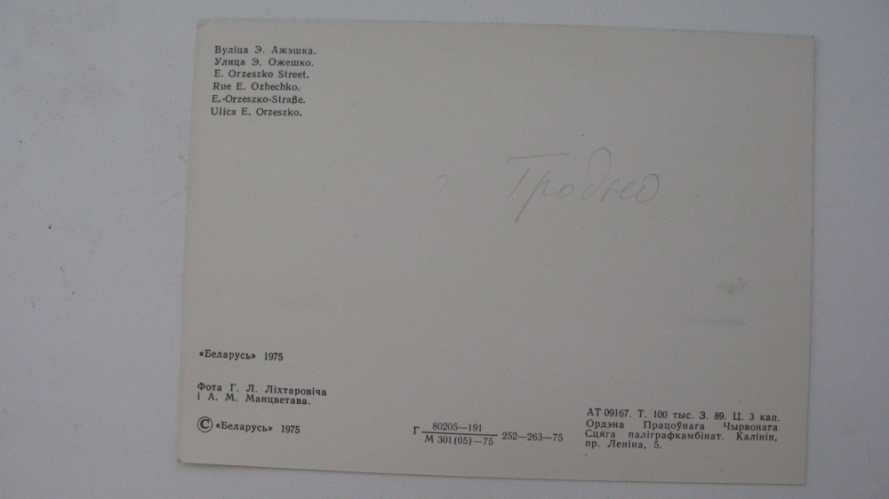 Вуліца Э. Ажэшка.
Улица Э. Ожешко.
E. Orzeszko Street.
Rue E. Ozhechko.
E.-Orzeszko-Straße.
Ulica E. Orzeszko.
г. Гродно
«Беларусь» 1975
Фота Г. Л. Ліхтаровіча
і А. М. Манцветава.
© «Беларусь» 1975
Г 80205—191 / М 301(05)—75 252—263—75
АТ 09167. Т. 100 тыс. З. 89. Ц. 3 кап.
Ордэна Працоўнага Чырвонага
Сцяга паліграфкамбінат. Калінін,
пр. Леніна, 5.